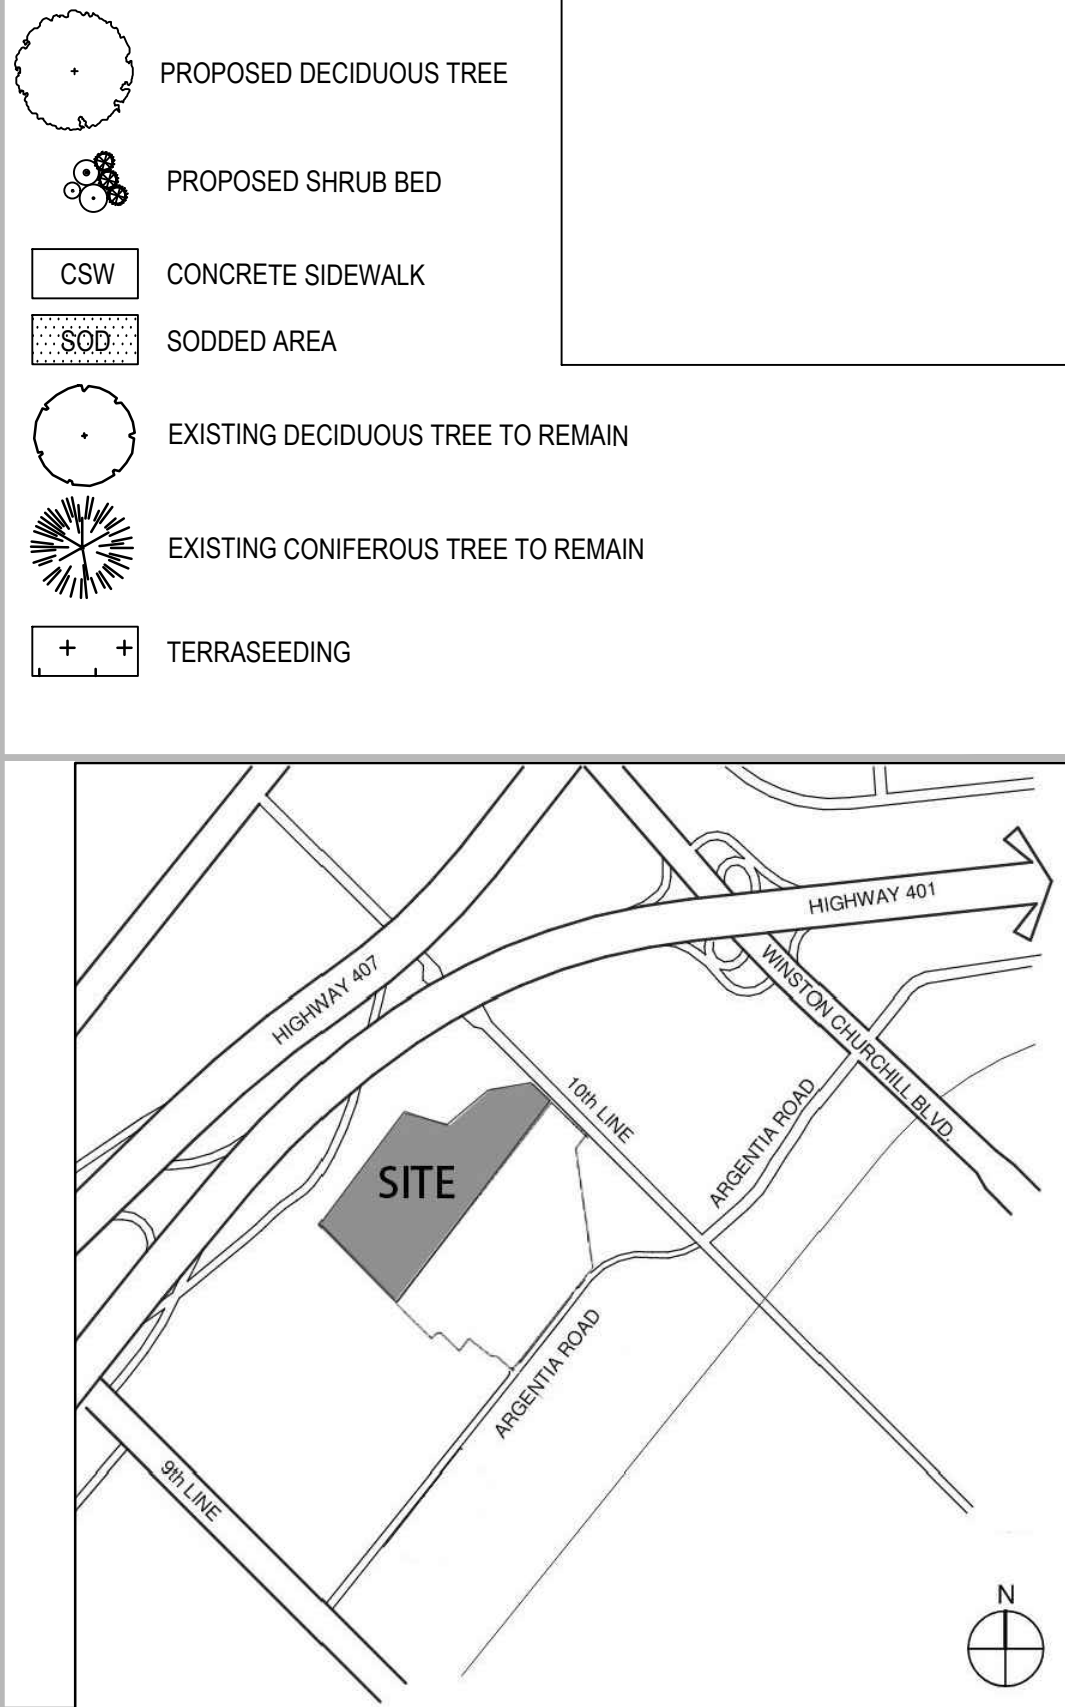 PROPOSED DECIDUOUS TREE
PROPOSED SHRUB BED
CSW CONCRETE SIDEWALK
SOD SODDED AREA
EXISTING DECIDUOUS TREE TO REMAIN
EXISTING CONIFEROUS TREE TO REMAIN
TERRASEEDING
HIGHWAY 401
HIGHWAY 407
WINSTON CHURCHILL BLVD.
10th LINE
ARGENTIA ROAD
SITE
ARGENTIA ROAD
9th LINE
N